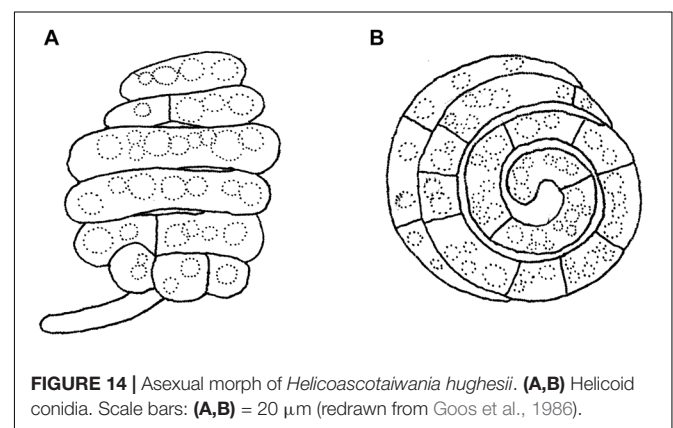 A B
FIGURE 14 | Asexual morph of Helicoascotaiwania hughesii. (A,B) Helicoid
conidia. Scale bars: (A,B) = 20 μm (redrawn from Goos et al., 1986).